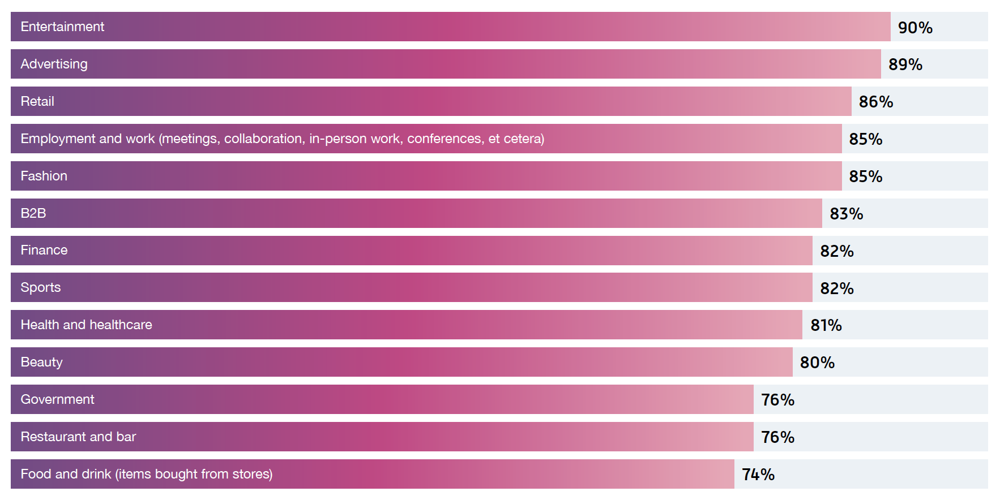 Entertainment 90%
Advertising 89%
Retail 86%
Employment and work (meetings, collaboration, in-person work, conferences, et cetera) 85%
Fashion 85%
B2B 83%
Finance 82%
Sports 82%
Health and healthcare 81%
Beauty 80%
Government 76%
Restaurant and bar 76%
Food and drink (items bought from stores) 74%